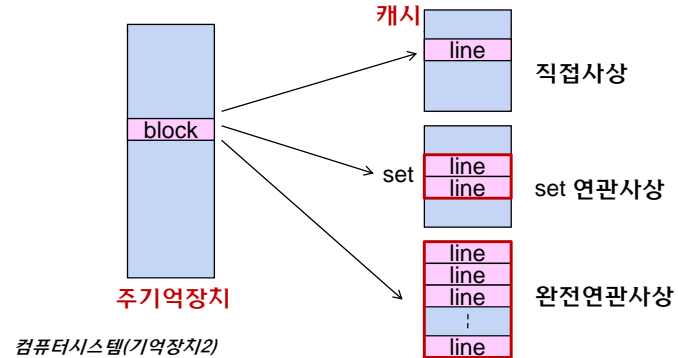 캐시
line
직접사상
block
set
line
line
set 연관사상
line
line
line
line
완전연관사상
주기억장치
컴퓨터시스템(기억장치2)